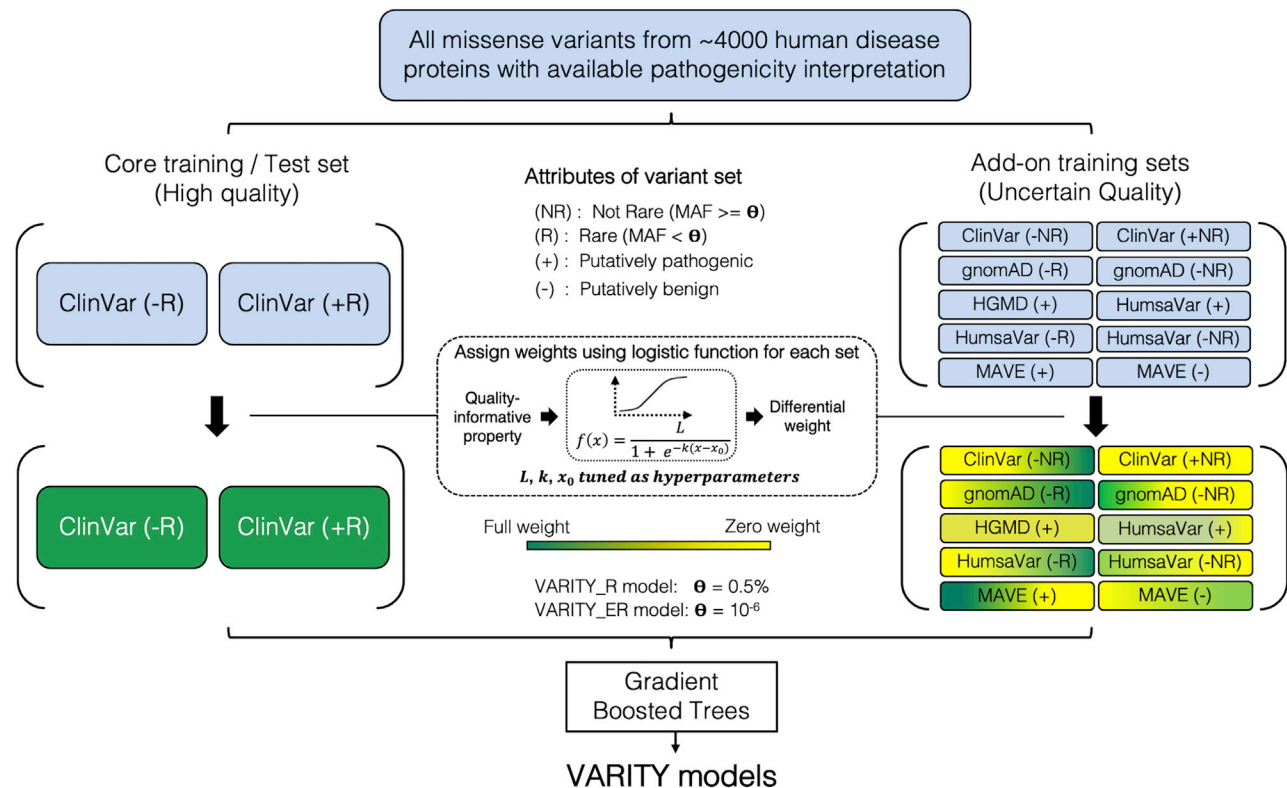 All missense variants from ~4000 human disease
proteins with available pathogenicity interpretation
Core training / Test set
(High quality)
ClinVar (-R)
ClinVar (+R)
Attributes of variant set
(NR) : Not Rare (MAF >= θ)
(R) : Rare (MAF < θ)
(+) : Putatively pathogenic
(-) : Putatively benign
Add-on training sets
(Uncertain Quality)
ClinVar (-NR)
ClinVar (+NR)
gnomAD (-R)
gnomAD (-NR)
HGMD (+)
HumsaVar (+)
HumsaVar (-R)
HumsaVar (-NR)
MAVE (+)
MAVE (-)
Assign weights using logistic function for each set
Quality-
informative
property
f(x) = L / (1 + e^{-k(x-x₀)})
Differential
weight
L, k, x₀ tuned as hyperparameters
ClinVar (-R)
ClinVar (+R)
Full weight
Zero weight
VARITY_R model: θ = 0.5%
VARITY_ER model: θ = 10⁻⁶
ClinVar (-NR)
ClinVar (+NR)
gnomAD (-R)
gnomAD (-NR)
HGMD (+)
HumsaVar (+)
HumsaVar (-R)
HumsaVar (-NR)
MAVE (+)
MAVE (-)
Gradient
Boosted Trees
VARITY models